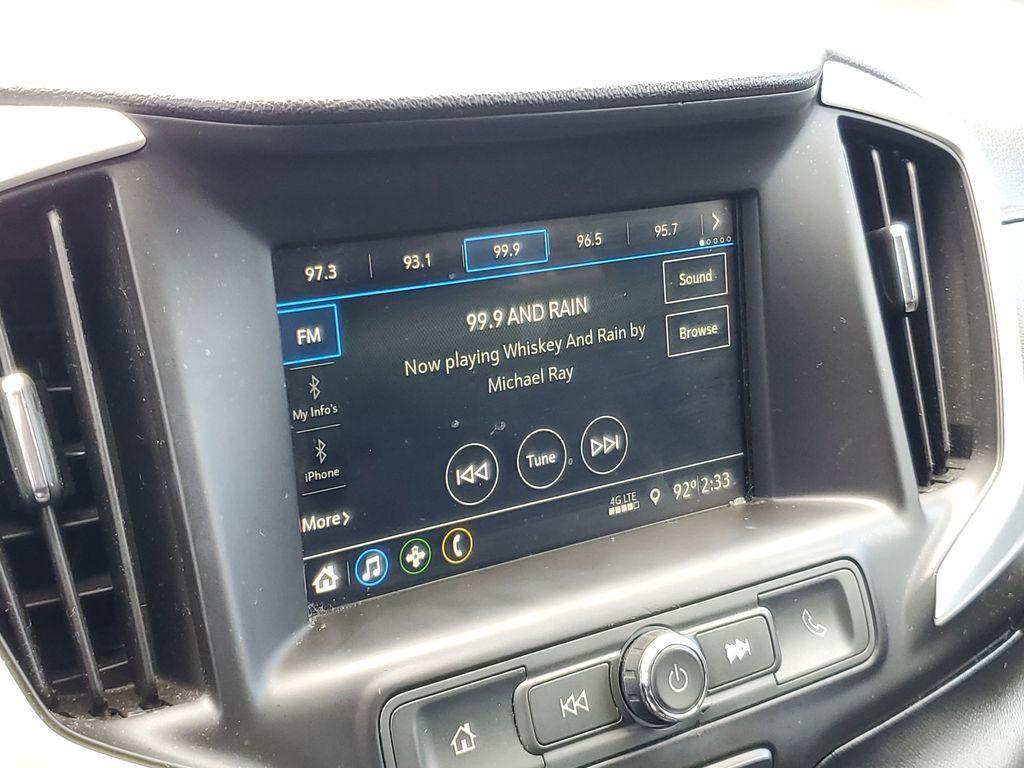 97.3 93.1 99.9 96.5 95.7
FM
99.9 AND RAIN
Sound
Now playing Whiskey And Rain by
Michael Ray
Browse
My Info's
iPhone
Tune
More
4G LTE 92° 2:33